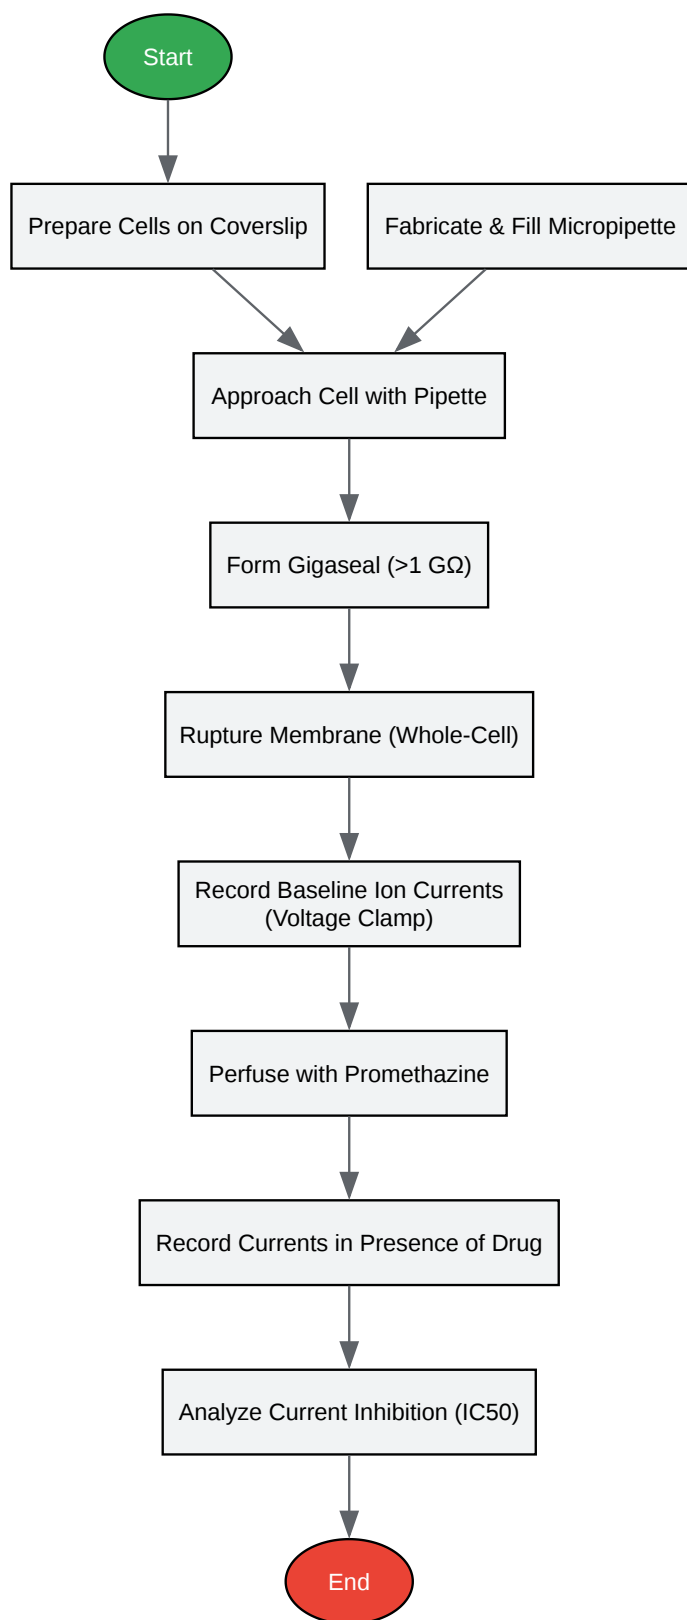 Start
Prepare Cells on Coverslip
Fabricate & Fill Micropipette
Approach Cell with Pipette
Form Gigaseal (>1 GΩ)
Rupture Membrane (Whole-Cell)
Record Baseline Ion Currents
(Voltage Clamp)
Perfuse with Promethazine
Record Currents in Presence of Drug
Analyze Current Inhibition (IC50)
End